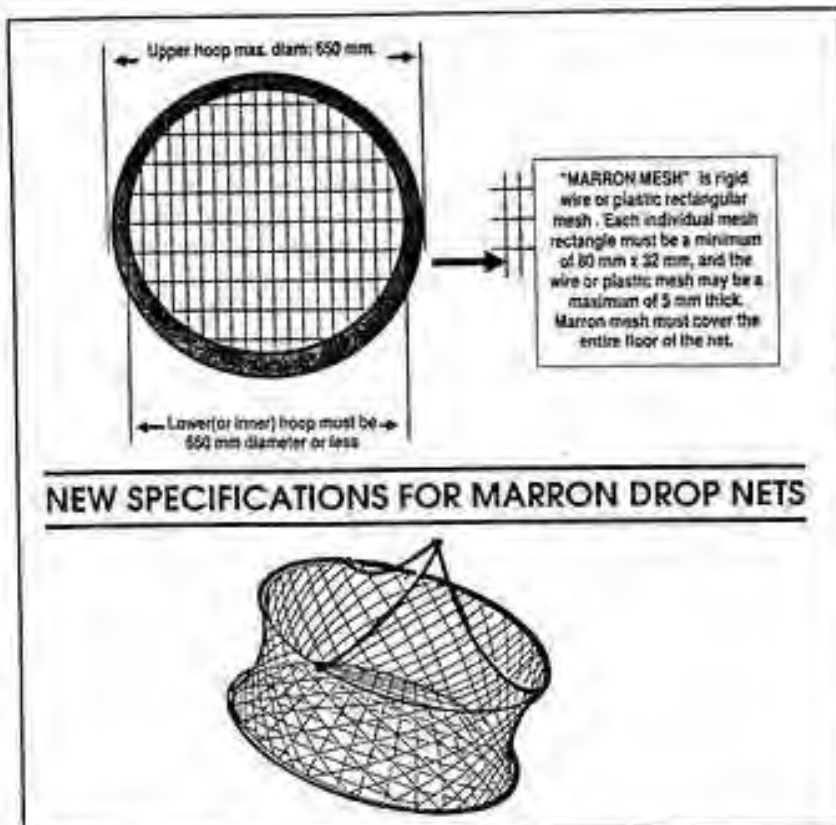 Upper hoop max. diam: 650 mm.
"MARRON MESH" is rigid
wire or plastic rectangular
mesh. Each individual mesh
rectangle must be a minimum
of 80 mm x 32 mm, and the
wire or plastic mesh may be a
maximum of 5 mm thick.
Marron mesh must cover the
entire floor of the net.
Lower(or inner) hoop must be
650 mm diameter or less
NEW SPECIFICATIONS FOR MARRON DROP NETS